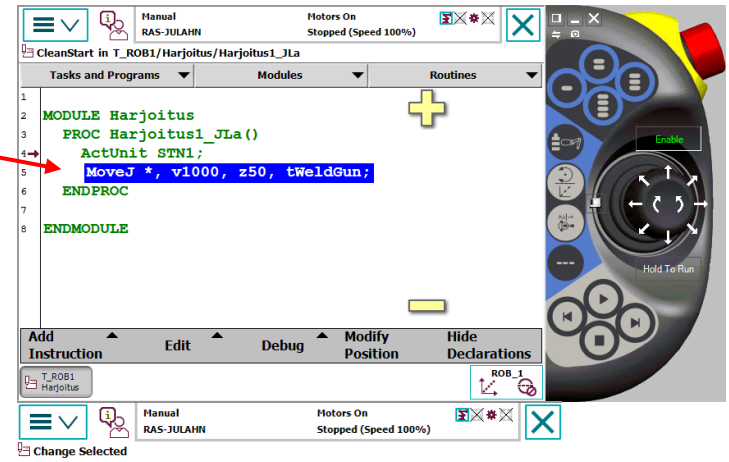 Manual
RAS-JULAHN
Motors On
Stopped (Speed 100%)
CleanStart in T_ROB1/Harjoitus/Harjoitus1_JLa
Tasks and Programs Modules Routines
1
2 MODULE Harjoitus
3 PROC Harjoitus1_JLa()
4 ActUnit STN1;
5 MoveJ *, v1000, z50, tWeldGun;
6 ENDPROC
7
8 ENDMODULE
Add Instruction
Edit
Debug
Modify Position
Hide Declarations
T_ROB1
Harjoitus
ROB_1
Enable
Hold To Run
Manual
RAS-JULAHN
Motors On
Stopped (Speed 100%)
Change Selected